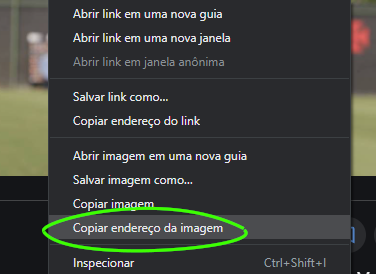 Abrir link em uma nova guia
Abrir link em uma nova janela
Abrir link em janela anônima
Salvar link como...
Copiar endereço do link
Abrir imagem em uma nova guia
Salvar imagem como...
Copiar imagem
Copiar endereço da imagem
Inspecionar Ctrl+Shift+I